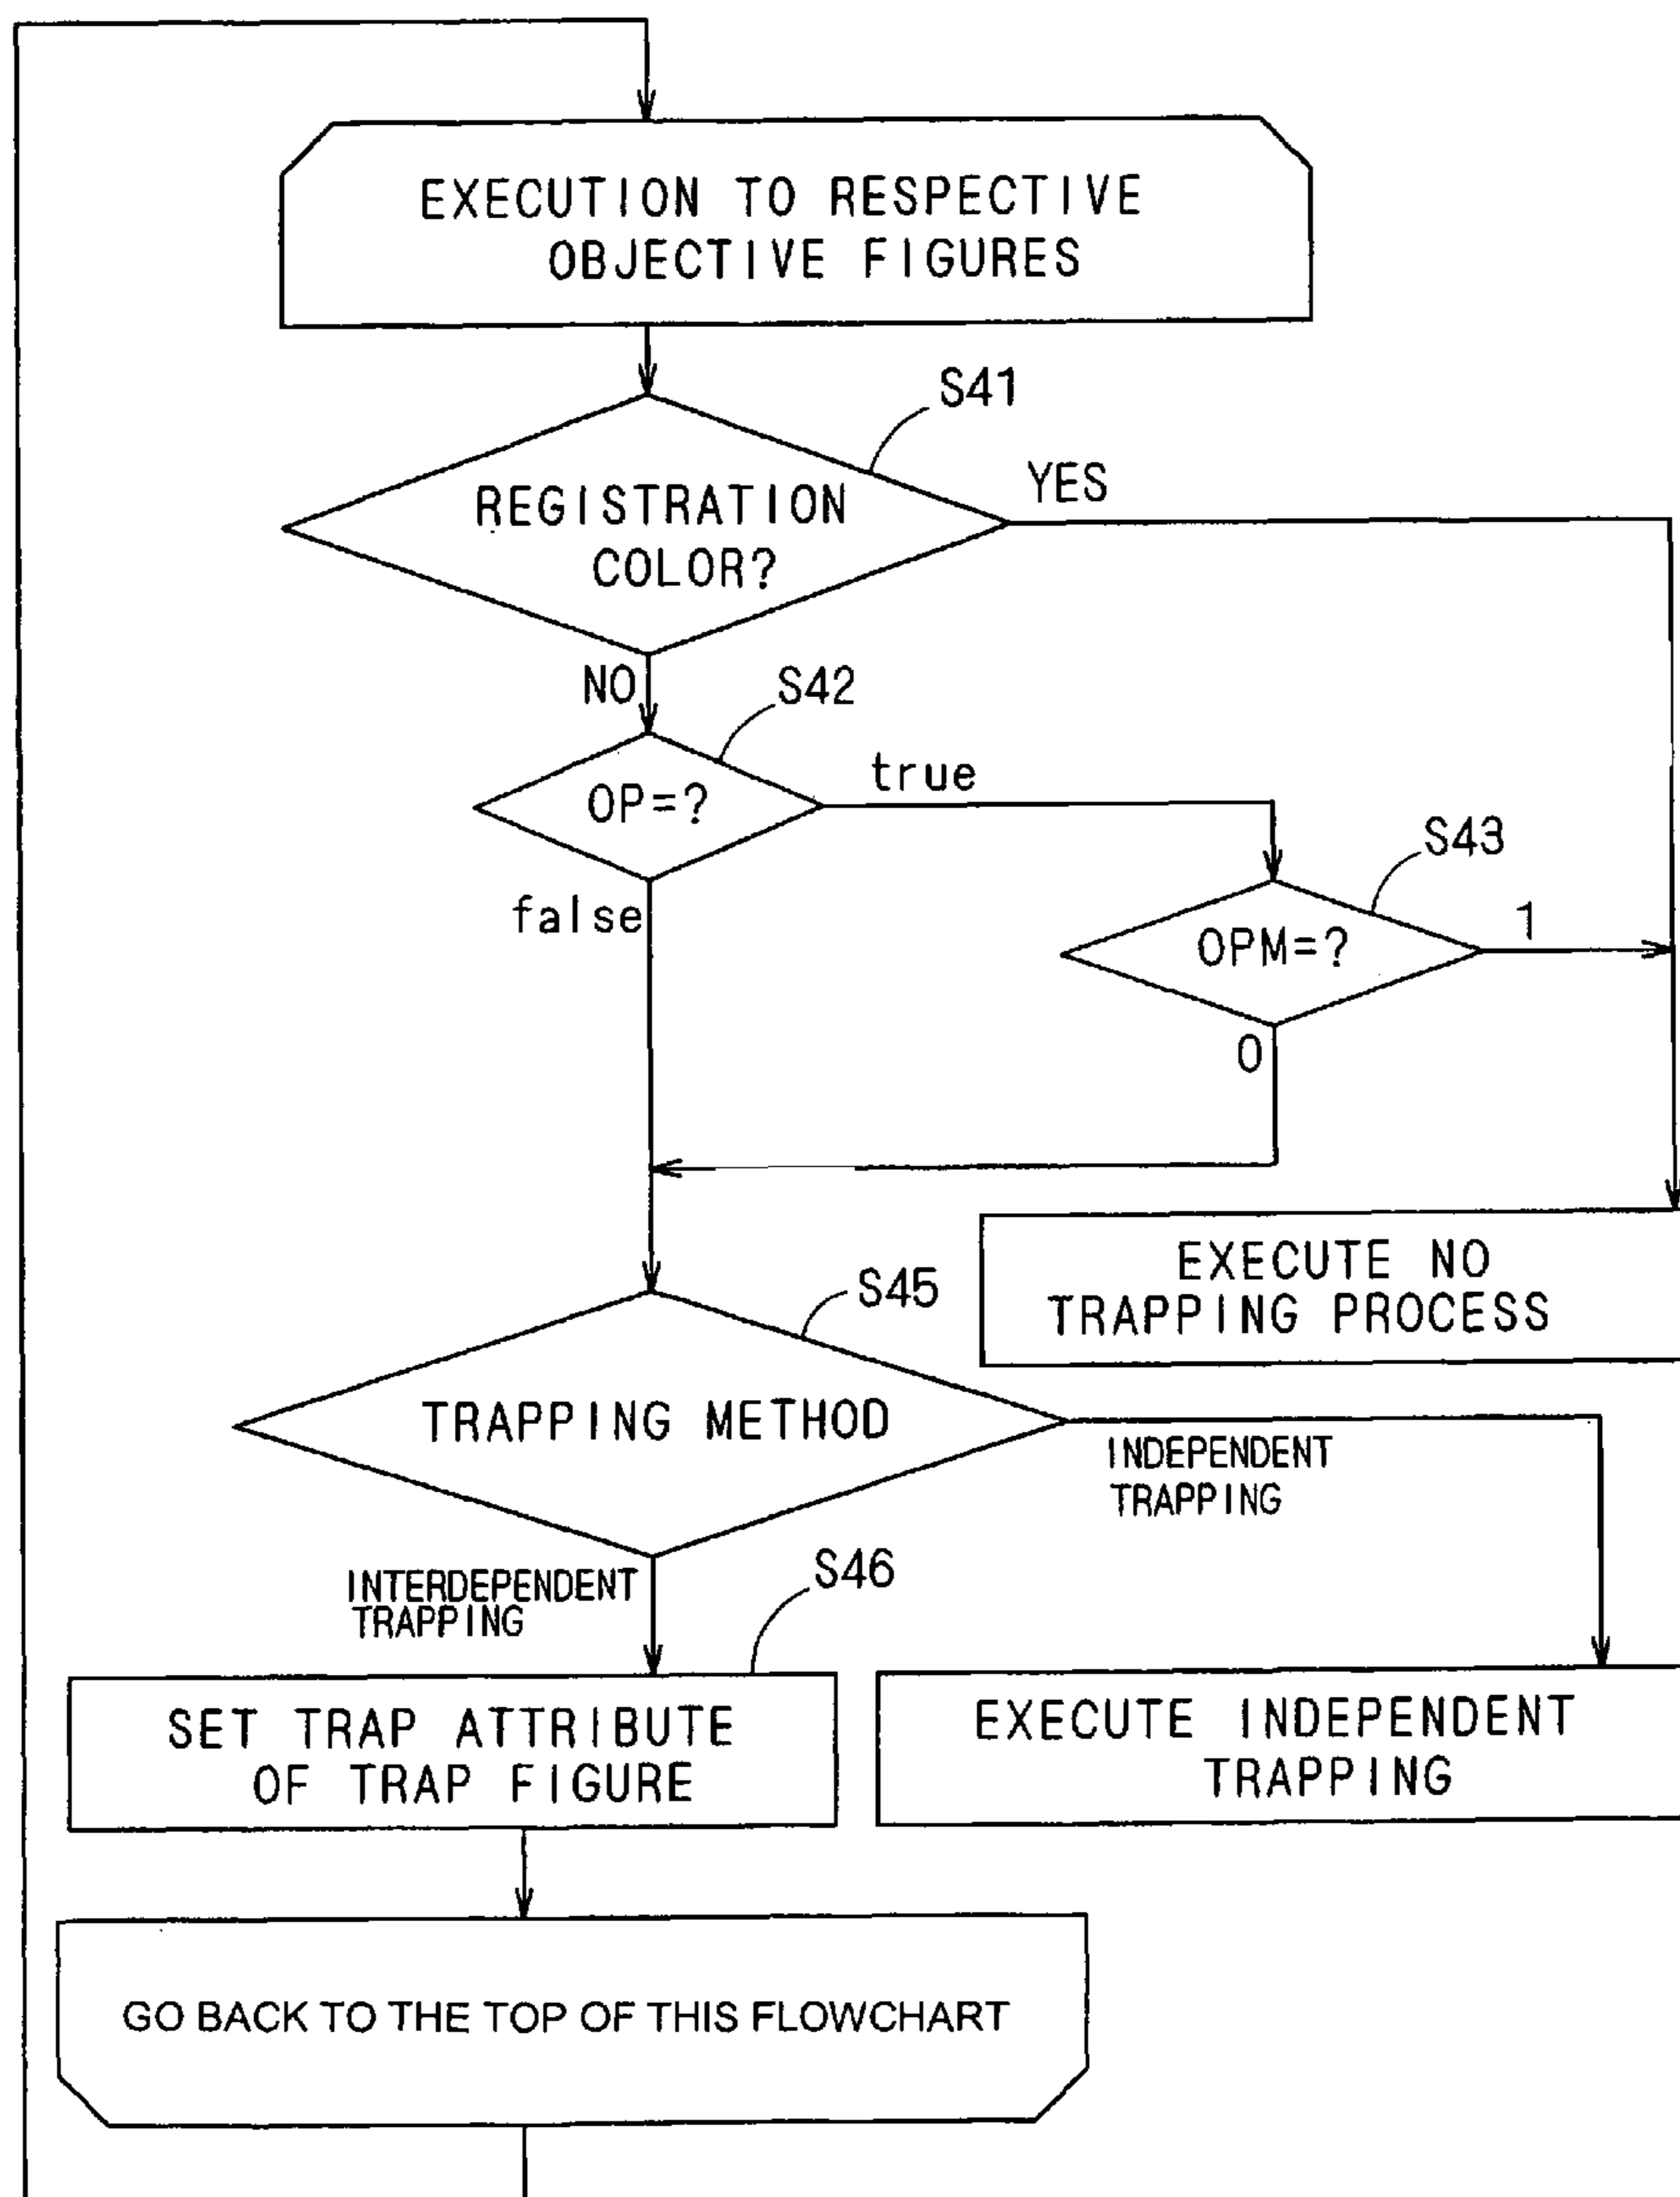 EXECUTION TO RESPECTIVE
OBJECTIVE FIGURES
S41
REGISTRATION
COLOR?
YES
NO
S42
OP=?
true
false
S43
OPM=?
1
0
EXECUTE NO
TRAPPING PROCESS
S45
TRAPPING METHOD
INDEPENDENT
TRAPPING
INTERDEPENDENT
TRAPPING
S46
SET TRAP ATTRIBUTE
OF TRAP FIGURE
EXECUTE INDEPENDENT
TRAPPING
GO BACK TO THE TOP OF THIS FLOWCHART